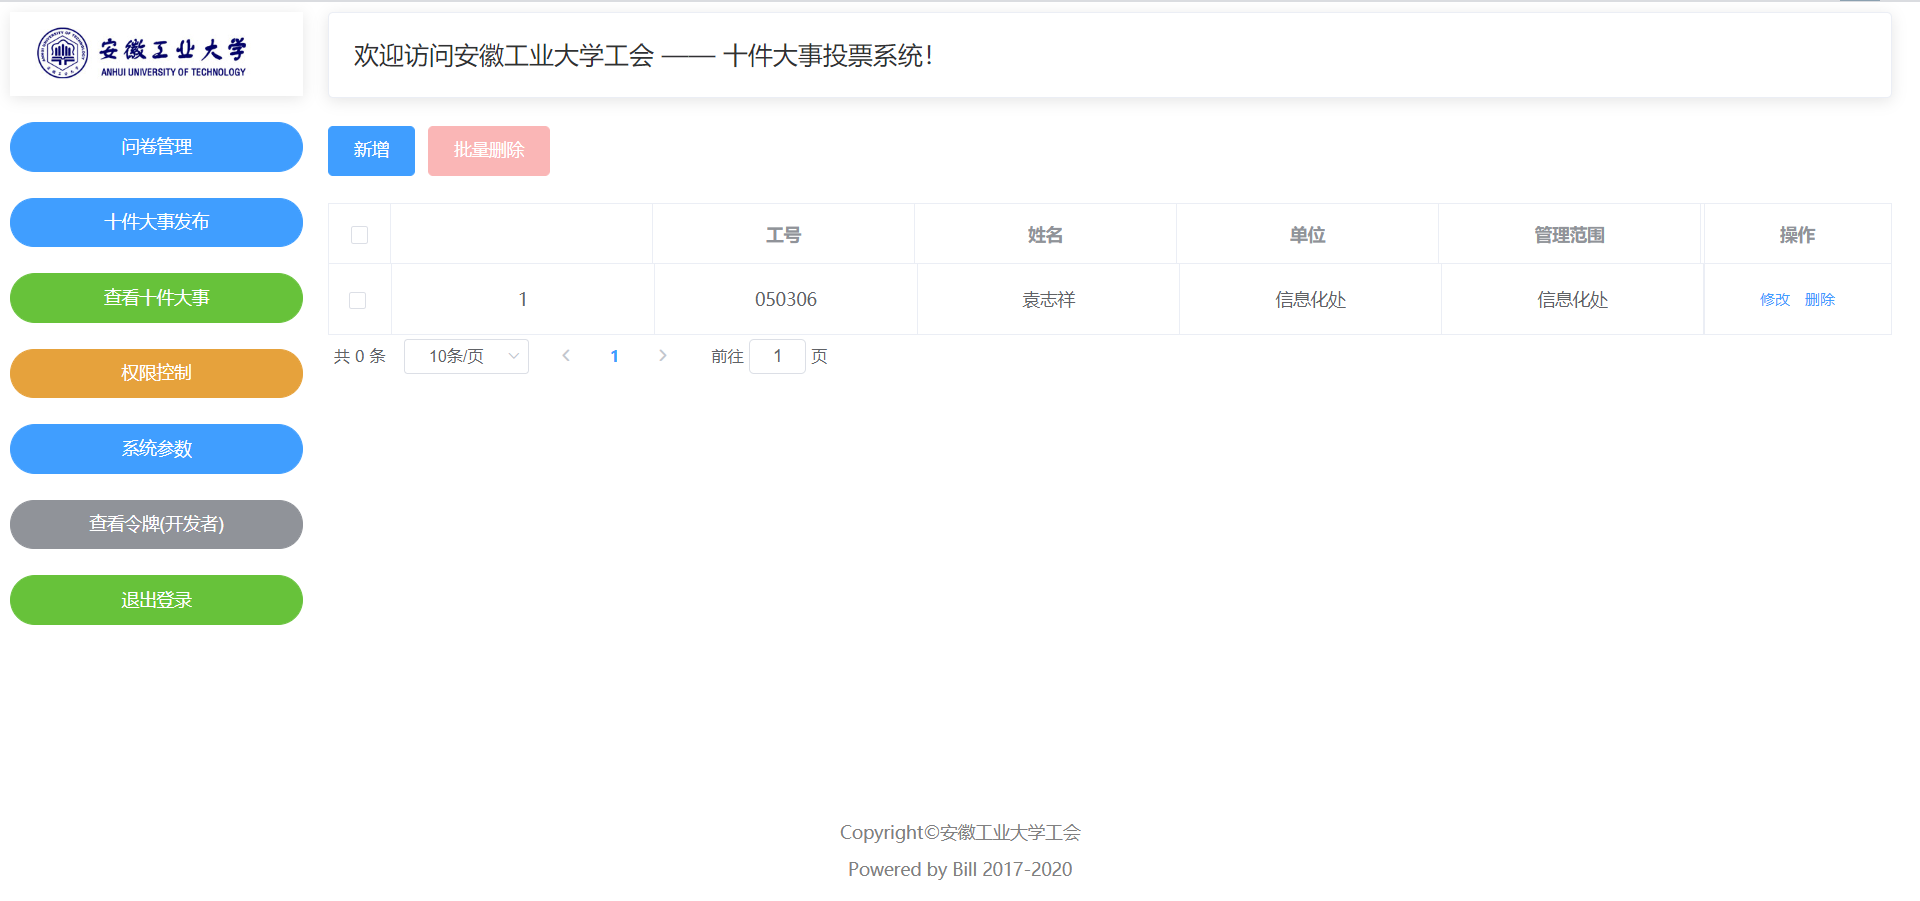 安徽工业大学
ANHUI UNIVERSITY OF TECHNOLOGY
欢迎访问安徽工业大学工会 —— 十件大事投票系统！
问卷管理
十件大事发布
查看十件大事
权限控制
系统参数
查看令牌(开发者)
退出登录
新增 批量删除
工号 姓名 单位 管理范围 操作
1 050306 袁志祥 信息化处 信息化处 修改 删除
共 0 条 10条/页 1 前往 1 页
Copyright©安徽工业大学工会
Powered by Bill 2017-2020